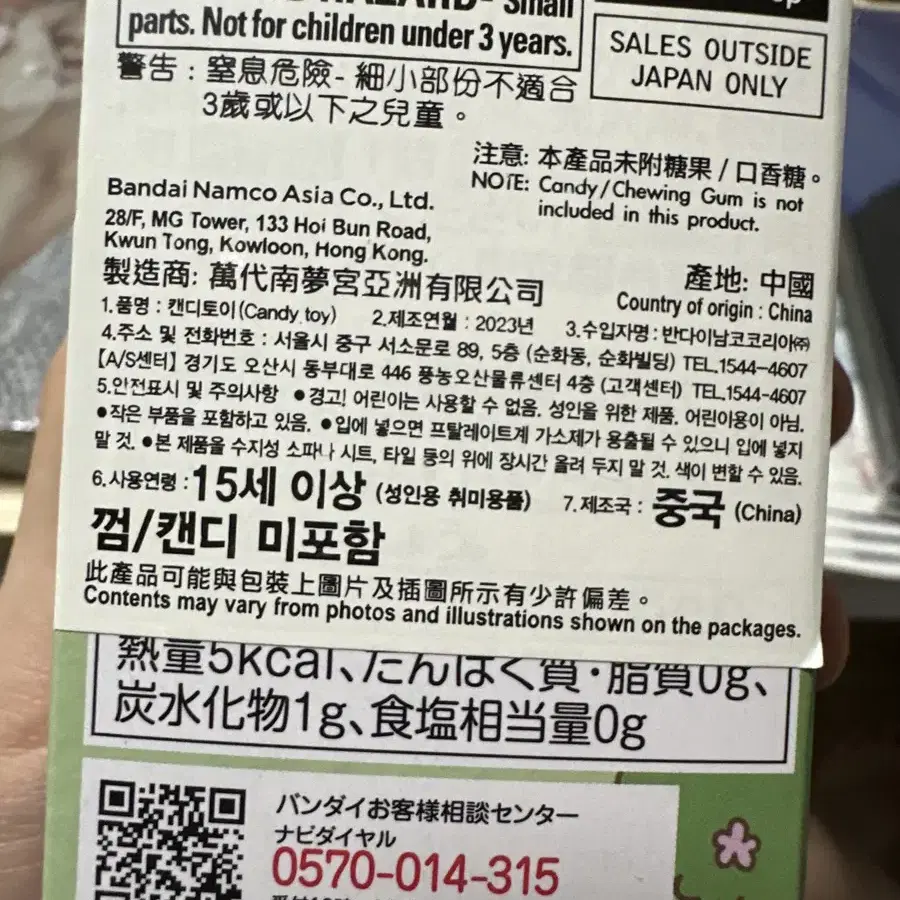 HAZARD- Small
parts. Not for children under 3 years.
SALES OUTSIDE
JAPAN ONLY
警告：窒息危險- 細小部份不適合
3歲或以下之兒童。
注意: 本產品未附糖果 / 口香糖。
NOTE: Candy/Chewing Gum is not
included in this product.
Bandai Namco Asia Co., Ltd.
28/F, MG Tower, 133 Hoi Bun Road,
Kwun Tong, Kowloon, Hong Kong.
製造商: 萬代南夢宮亞洲有限公司
產地: 中國
Country of origin : China
1.품명 : 캔디토이(Candy toy) 2.제조연월 : 2023년 3.수입자명 : 반다이남코코리아㈜
4.주소 및 전화번호 : 서울시 중구 서소문로 89, 5층 (순화동, 순화빌딩) TEL.1544-4607
【A/S센터】 경기도 오산시 동부대로 446 풍농오산물류센터 4층 (고객센터) TEL.1544-4607
5.안전표시 및 주의사항 ●경고! 어린이는 사용할 수 없음. 성인을 위한 제품. 어린이용이 아님.
●작은 부품을 포함하고 있음. ●입에 넣으면 프탈레이트계 가소제가 용출될 수 있으니 입에 넣지
말 것. ●본 제품을 수지성 소파나 시트, 타일 등의 위에 장시간 올려 두지 말 것. 색이 변할 수 있음.
6.사용연령 : 15세 이상 (성인용 취미용품) 7.제조국 : 중국 (China)
껌/캔디 미포함
此產品可能與包裝上圖片及插圖所示有少許偏差。
Contents may vary from photos and illustrations shown on the packages.
熱量5kcal、たんぱく質・脂質0g、
炭水化物1g、食塩相当量0g
バンダイお客様相談センター
ナビダイヤル
0570-014-315